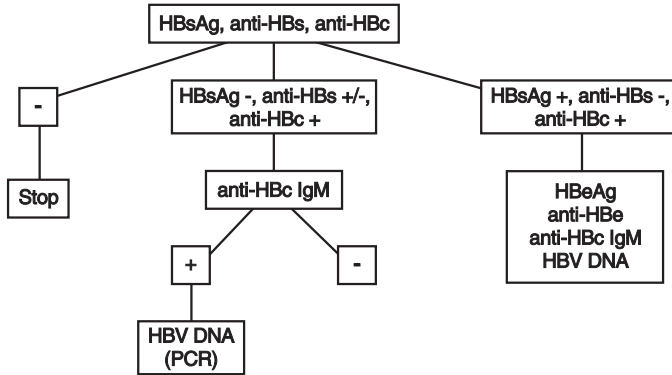 HBsAg, anti-HBs, anti-HBc
-
HBsAg -, anti-HBs +/-,
anti-HBc +
HBsAg +, anti-HBs -,
anti-HBc +
Stop
anti-HBc IgM
HBeAg
anti-HBe
anti-HBc IgM
HBV DNA
+
-
HBV DNA
(PCR)